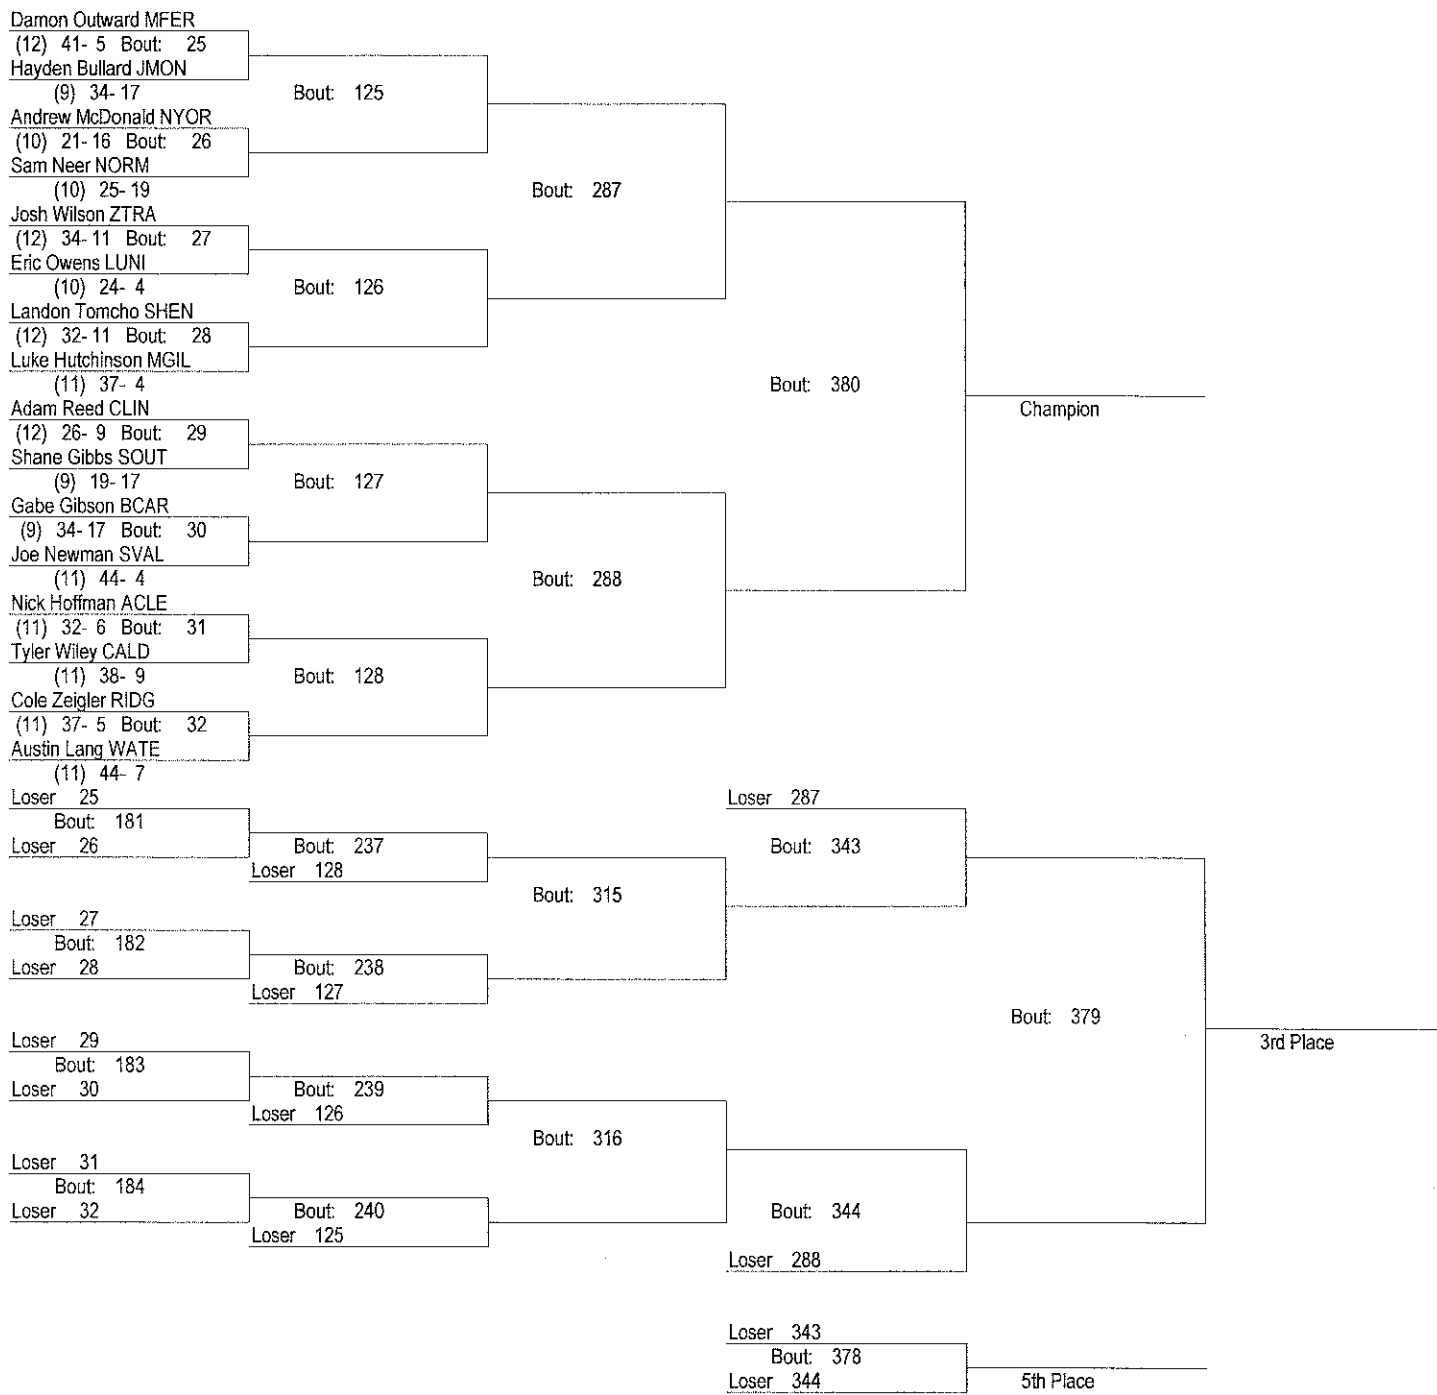 Damon Outward MFER
(12) 41- 5 Bout: 25
Hayden Bullard JMON
(9) 34- 17
Bout: 125
Andrew McDonald NYOR
(10) 21- 16 Bout: 26
Sam Neer NORM
(10) 25- 19
Bout: 287
Josh Wilson ZTRA
(12) 34- 11 Bout: 27
Eric Owens LUNI
(10) 24- 4
Bout: 126
Landon Tomcho SHEN
(12) 32- 11 Bout: 28
Luke Hutchinson MGIL
(11) 37- 4
Bout: 380
Champion
Adam Reed CLIN
(12) 26- 9 Bout: 29
Shane Gibbs SOUT
(9) 19- 17
Bout: 127
Gabe Gibson BCAR
(9) 34- 17 Bout: 30
Joe Newman SVAL
(11) 44- 4
Bout: 288
Nick Hoffman ACLE
(11) 32- 6 Bout: 31
Tyler Wiley CALD
(11) 38- 9
Bout: 128
Cole Zeigler RIDG
(11) 37- 5 Bout: 32
Austin Lang WATE
(11) 44- 7
Loser 25
Bout: 181
Loser 26
Bout: 237
Loser 128
Bout: 315
Loser 287
Bout: 343
Loser 27
Bout: 182
Loser 28
Bout: 238
Loser 127
Bout: 379
3rd Place
Loser 29
Bout: 183
Loser 30
Bout: 239
Loser 126
Bout: 316
Loser 31
Bout: 184
Loser 32
Bout: 240
Loser 125
Bout: 344
Loser 288
Loser 343
Bout: 378
Loser 344
5th Place